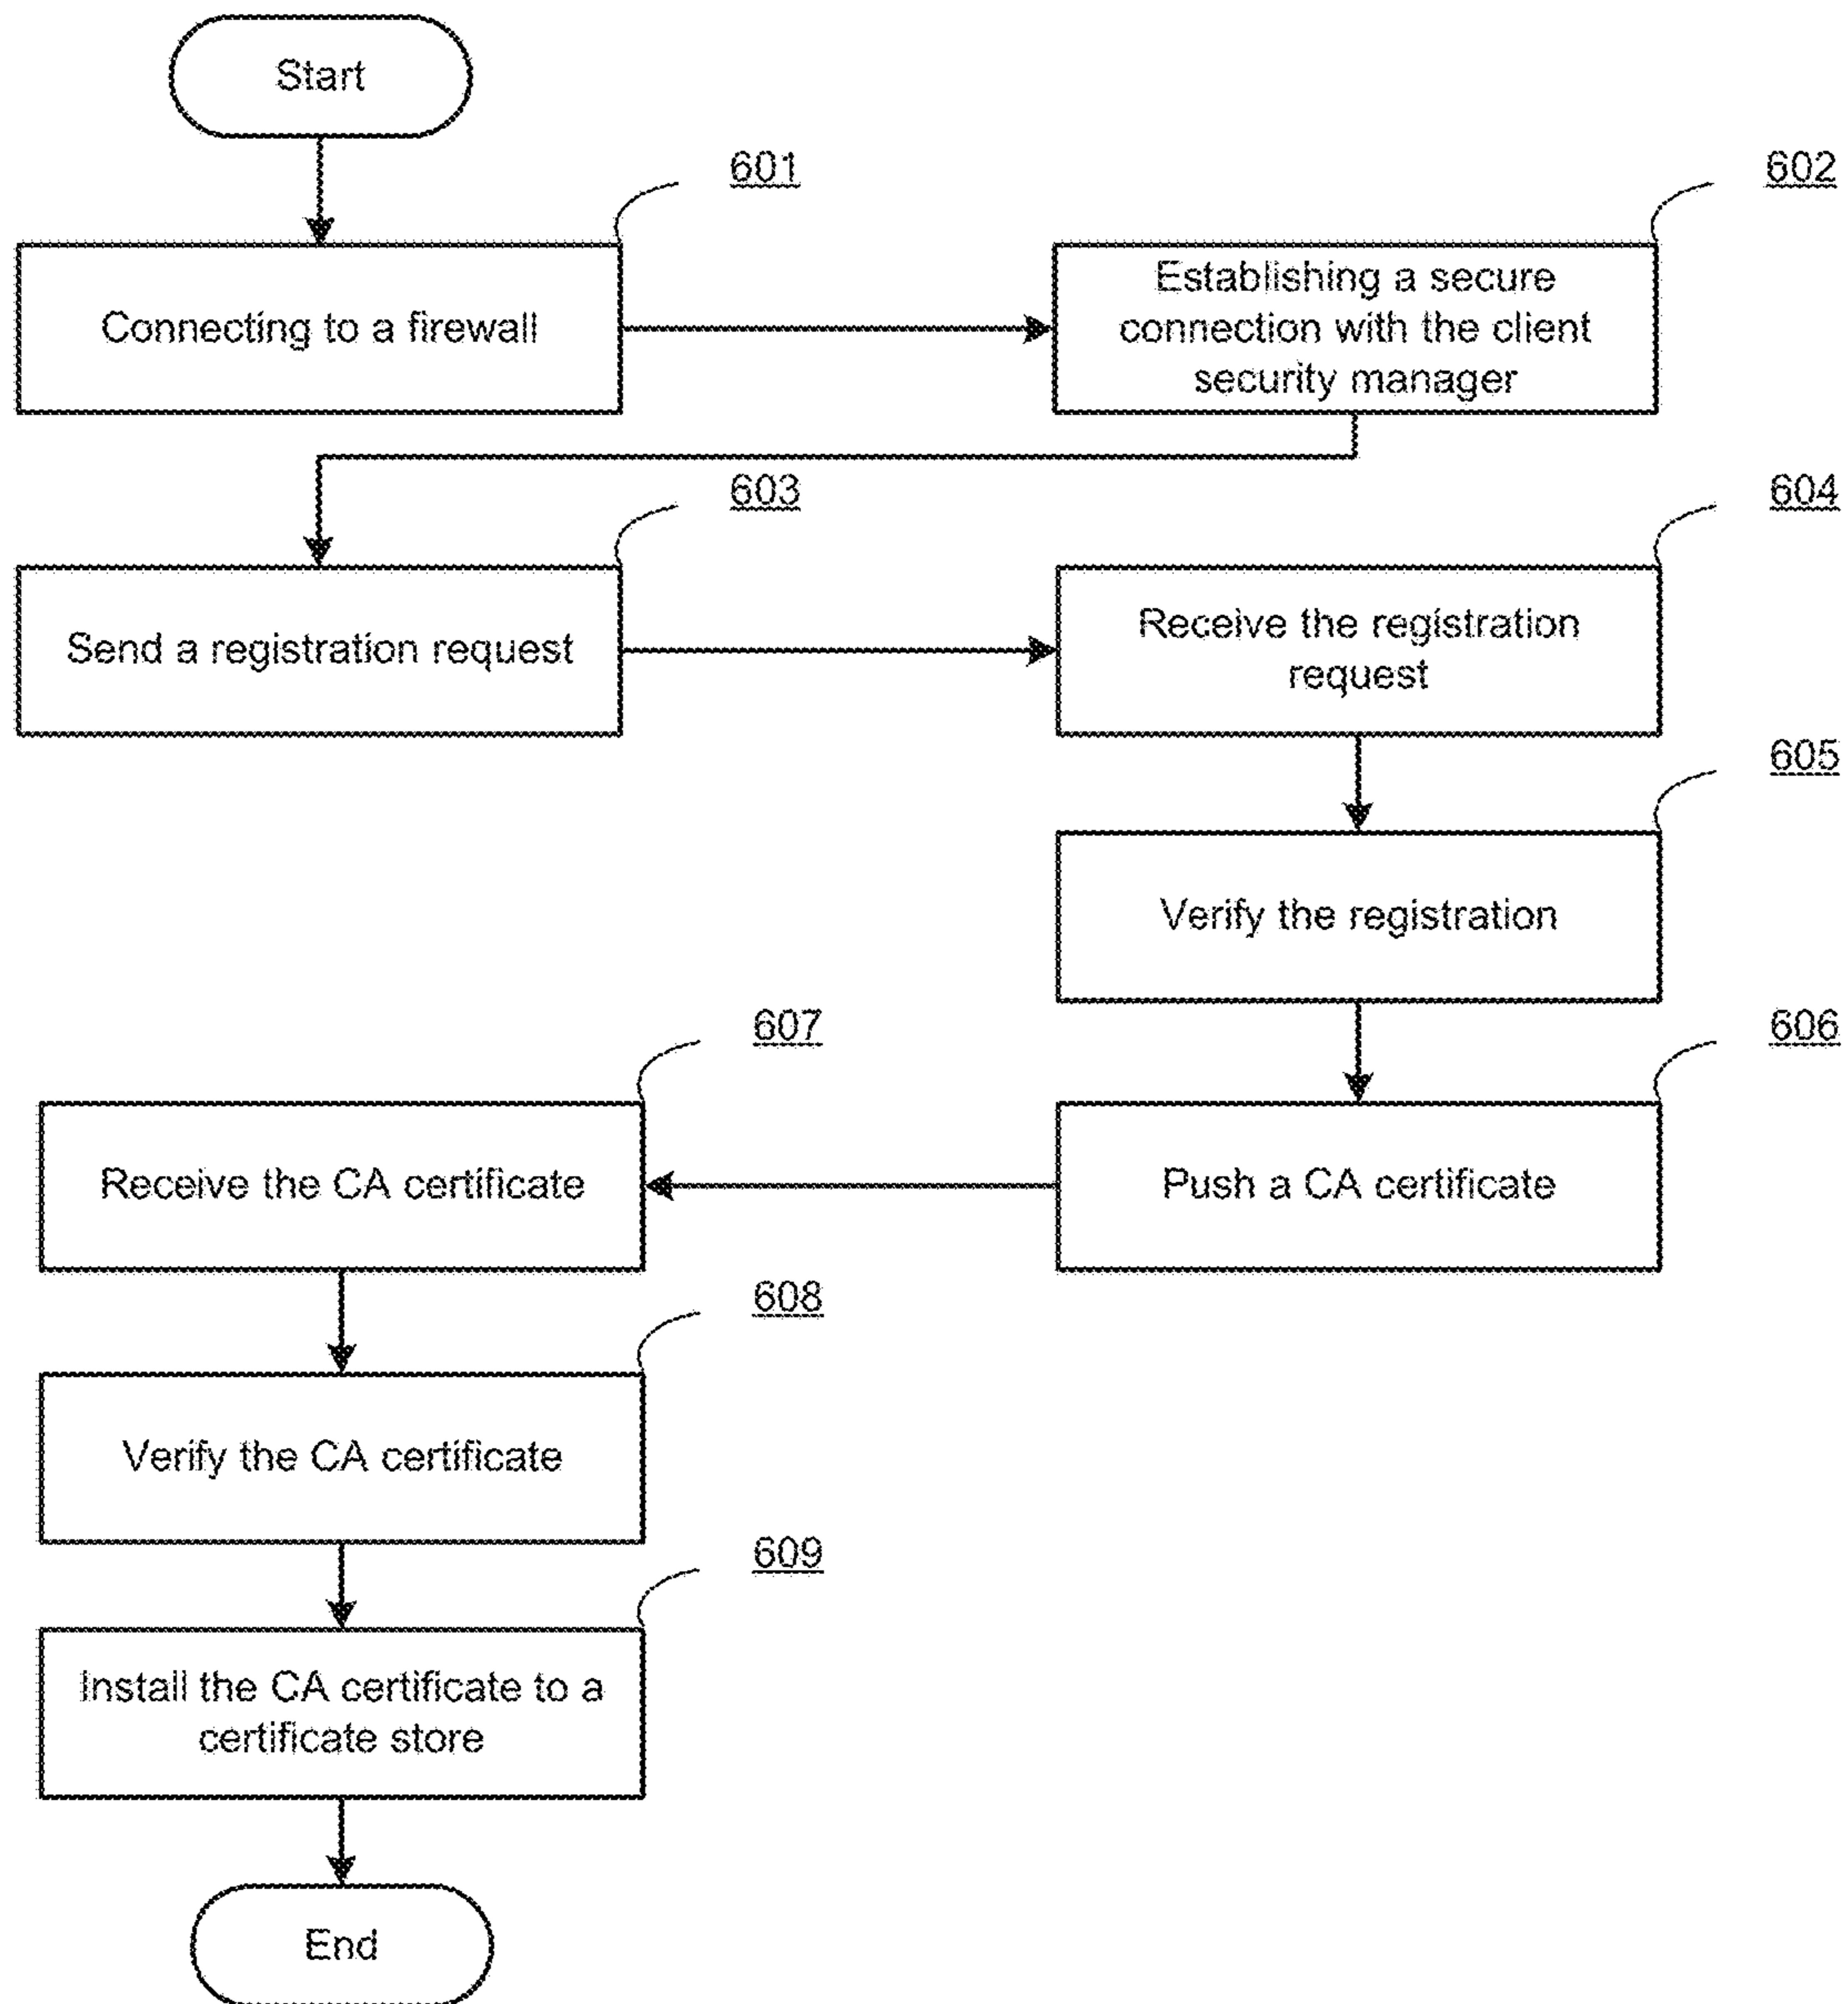 Start
601
602
Connecting to a firewall
Establishing a secure
connection with the client
security manager
603
604
Send a registration request
Receive the registration
request
605
Verify the registration
607
606
Receive the CA certificate
Push a CA certificate
608
Verify the CA certificate
609
Install the CA certificate to a
certificate store
End